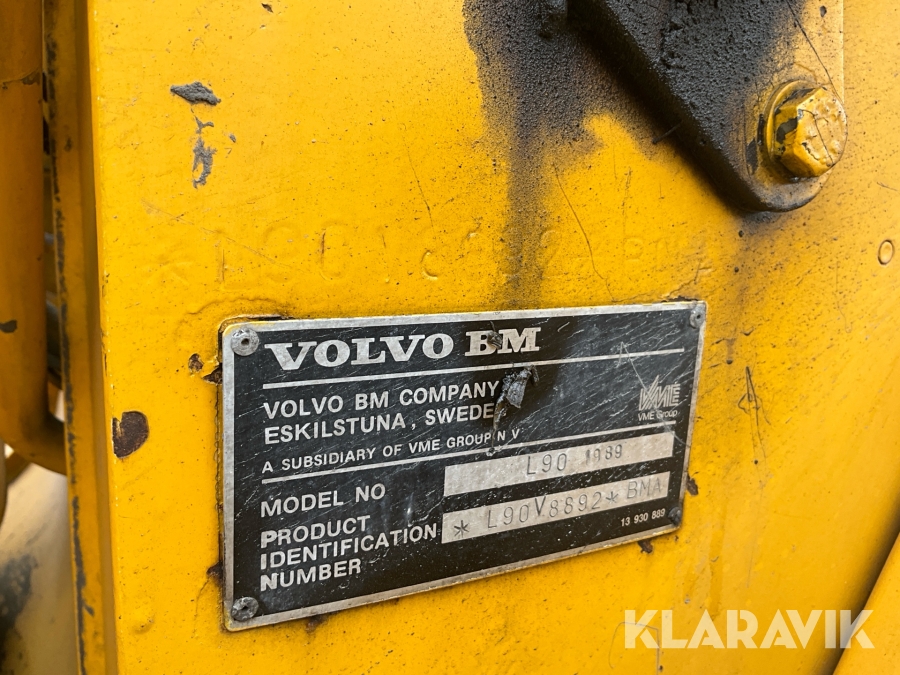 VOLVO BM
VOLVO BM COMPANY
ESKILSTUNA, SWEDE
VME
VME Group
A SUBSIDIARY OF VME GROUP N V
MODEL NO L90 1989
PRODUCT
IDENTIFICATION * L90V8892 * BMA
NUMBER
13 930 889
KLARAVIK